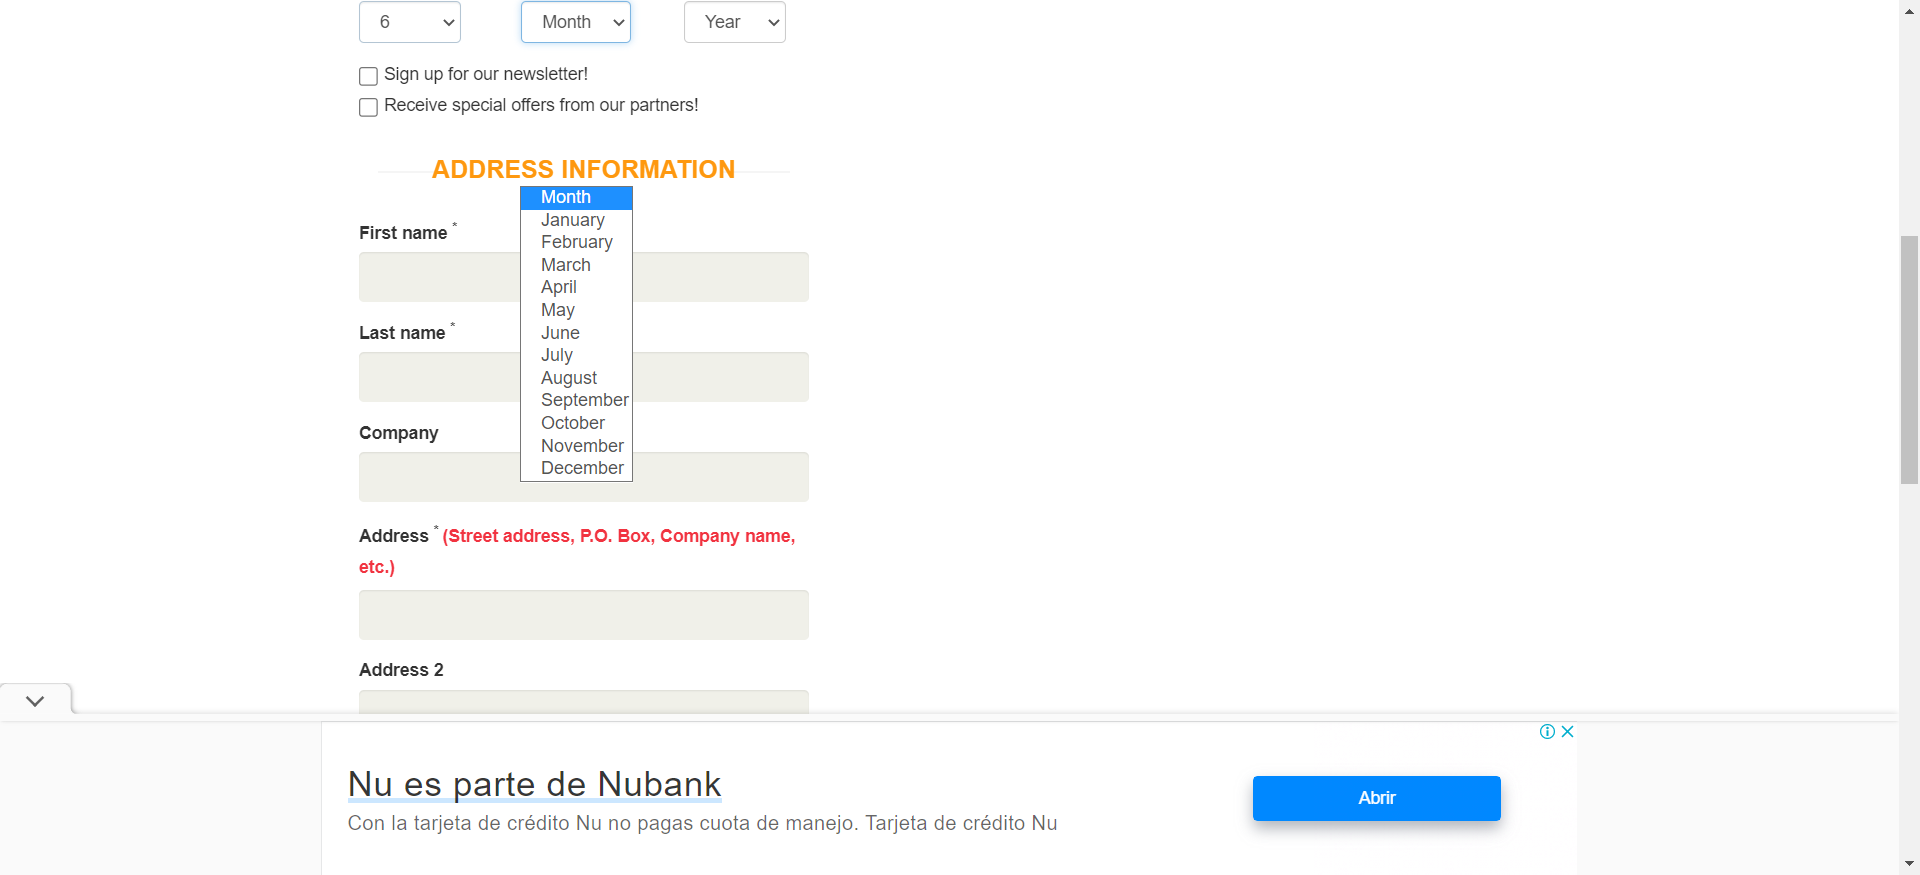 6 Month Year
Sign up for our newsletter!
Receive special offers from our partners!
ADDRESS INFORMATION
Month
January
February
March
April
May
June
July
August
September
October
November
December
First name *
Last name *
Company
Address * (Street address, P.O. Box, Company name,
etc.)
Address 2
Nu es parte de Nubank
Con la tarjeta de crédito Nu no pagas cuota de manejo. Tarjeta de crédito Nu
Abrir